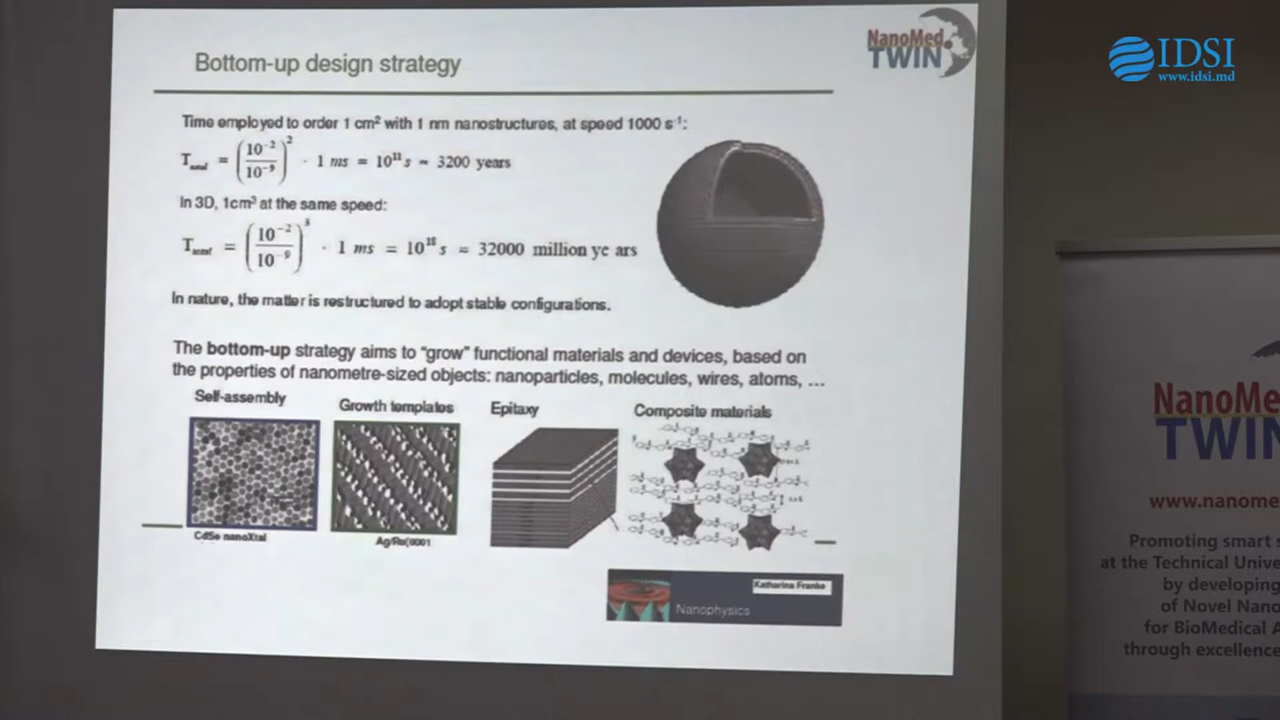 Bottom-up design strategy
NanoMed
TWIN
IDSI
www.idsi.md
Time employed to order 1 cm² with 1 nm nanostructures, at speed 1000 s⁻¹:
T = (10⁻² / 10⁻⁹)² · 1 ms = 10¹¹ s ~ 3200 years
In 3D, 1cm³ at the same speed:
T = (10⁻² / 10⁻⁹)³ · 1 ms = 10¹⁸ s ≈ 32000 million ye ars
In nature, the matter is restructured to adopt stable configurations.
The bottom-up strategy aims to “grow” functional materials and devices, based on
the properties of nanometre-sized objects: nanoparticles, molecules, wires, atoms, ...
Self-assembly
Growth templates
Epitaxy
Composite materials
CdSe nanoXtal
Ag/Ru(0001
Katharina Franke
Nanophysics
NanoMe
TWIN
www.nanome
Promoting smart s
at the Technical Unive
by developing
of Novel Nano
for BioMedical A
through excellence